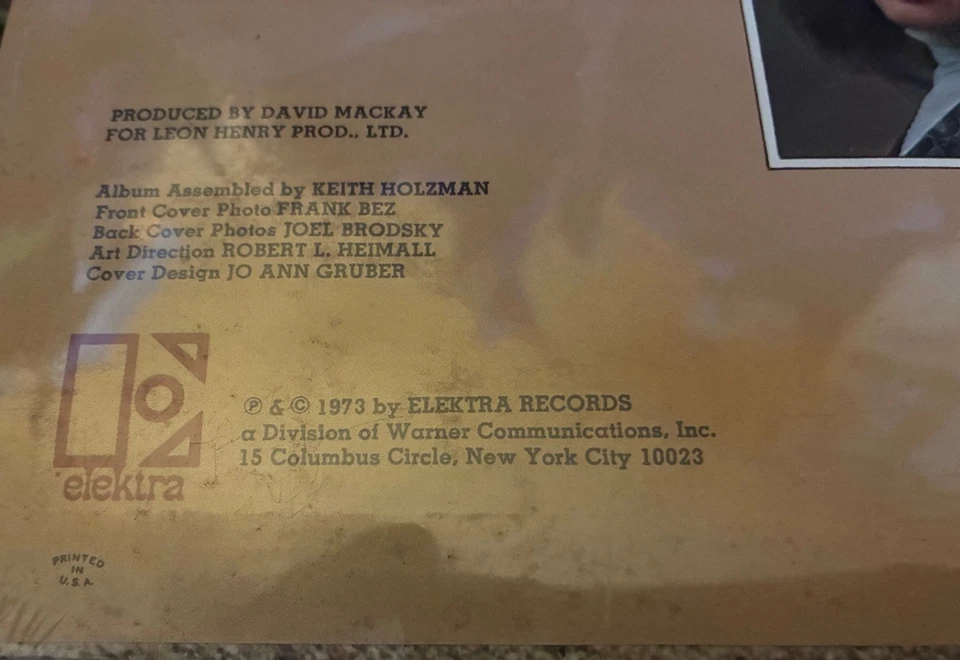 PRODUCED BY DAVID MACKAY
FOR LEON HENRY PROD., LTD.
Album Assembled by KEITH HOLZMAN
Front Cover Photo FRANK BEZ
Back Cover Photos JOEL BRODSKY
Art Direction ROBERT L. HEIMALL
Cover Design JO ANN GRUBER
℗ & © 1973 by ELEKTRA RECORDS
a Division of Warner Communications, Inc.
15 Columbus Circle, New York City 10023
elektra
PRINTED
IN
U.S.A.